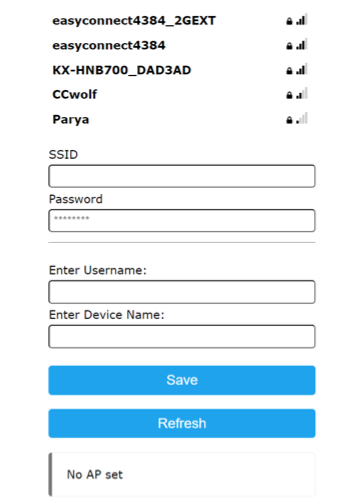 easyconnect4384_2GEXT
easyconnect4384
KX-HNB700_DAD3AD
CCwolf
Parya
SSID
Password
********
Enter Username:
Enter Device Name:
Save
Refresh
No AP set